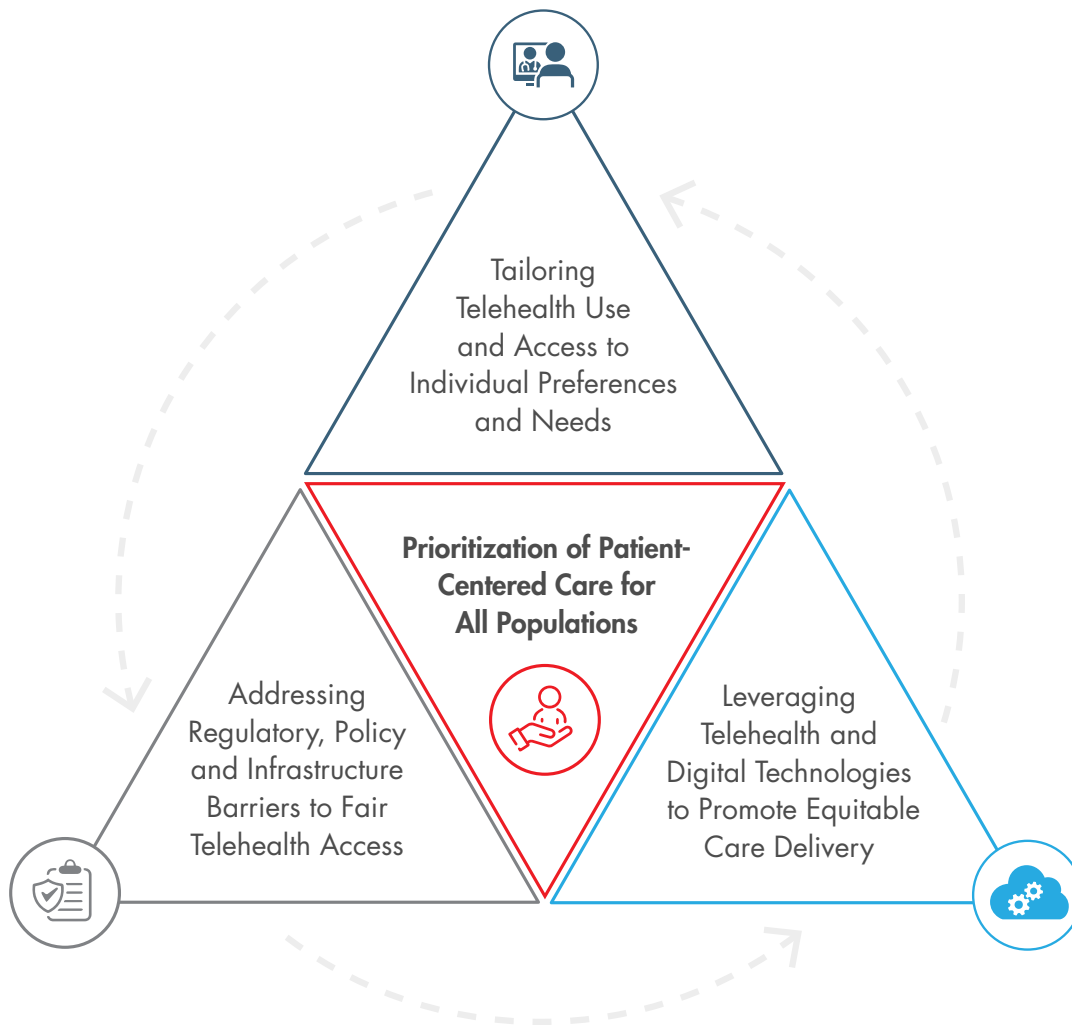 Tailoring
Telehealth Use
and Access to
Individual Preferences
and Needs
Prioritization of Patient-
Centered Care for
All Populations
Addressing
Regulatory, Policy
and Infrastructure
Barriers to Fair
Telehealth Access
Leveraging
Telehealth and
Digital Technologies
to Promote Equitable
Care Delivery